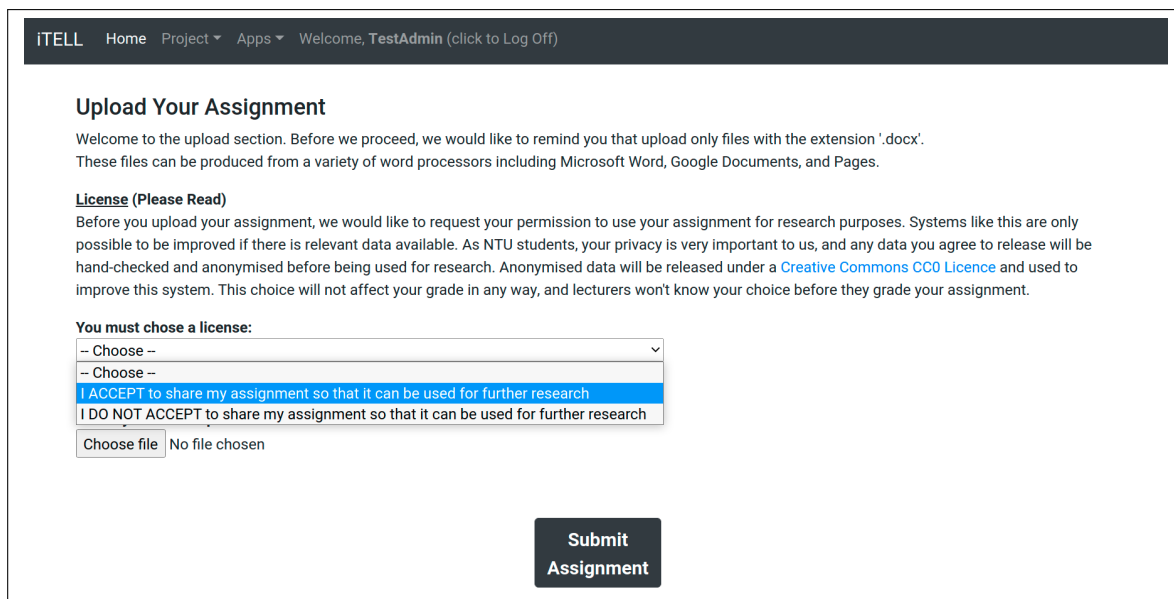 iTELL Home Project Apps Welcome, TestAdmin (click to Log Off)
Upload Your Assignment
Welcome to the upload section. Before we proceed, we would like to remind you that upload only files with the extension '.docx'.
These files can be produced from a variety of word processors including Microsoft Word, Google Documents, and Pages.
License (Please Read)
Before you upload your assignment, we would like to request your permission to use your assignment for research purposes. Systems like this are only
possible to be improved if there is relevant data available. As NTU students, your privacy is very important to us, and any data you agree to release will be
hand-checked and anonymised before being used for research. Anonymised data will be released under a Creative Commons CC0 Licence and used to
improve this system. This choice will not affect your grade in any way, and lecturers won't know your choice before they grade your assignment.
You must chose a license:
-- Choose --
-- Choose --
I ACCEPT to share my assignment so that it can be used for further research
I DO NOT ACCEPT to share my assignment so that it can be used for further research
Choose file No file chosen
Submit
Assignment